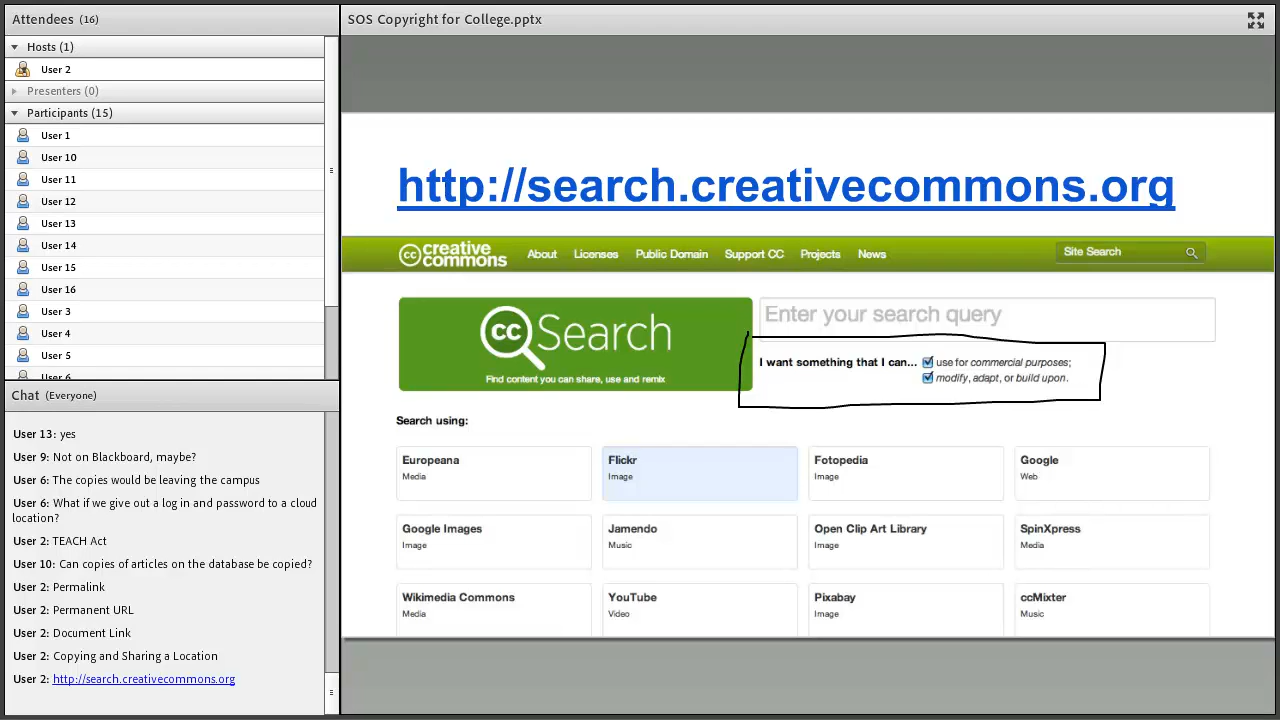 Attendees (16)
Hosts (1)
User 2
Presenters (0)
Participants (15)
User 1
User 10
User 11
User 12
User 13
User 14
User 15
User 16
User 3
User 4
User 5
User 6
Chat (Everyone)
User 13: yes
User 9: Not on Blackboard, maybe?
User 6: The copies would be leaving the campus
User 6: What if we give out a log in and password to a cloud
location?
User 2: TEACH Act
User 10: Can copies of articles on the database be copied?
User 2: Permalink
User 2: Permanent URL
User 2: Document Link
User 2: Copying and Sharing a Location
User 2: http://search.creativecommons.org
SOS Copyright for College.pptx
http://search.creativecommons.org
cc creative commons About Licenses Public Domain Support CC Projects News Site Search
cc Search
Find content you can share, use and remix
Enter your search query
I want something that I can... use for commercial purposes;
modify, adapt, or build upon.
Search using:
Europeana Flickr Fotopedia Google
Media Image Image Web
Google Images Jamendo Open Clip Art Library SpinXpress
Image Music Image Media
Wikimedia Commons YouTube Pixabay ccMixter
Media Video Image Music